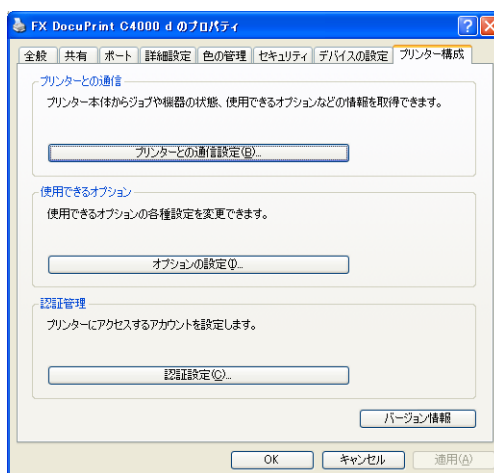 FX DocuPrint C4000 d のプロパティ
全般 共有 ポート 詳細設定 色の管理 セキュリティ デバイスの設定 プリンター構成
プリンターとの通信
プリンター本体からジョブや機器の状態、使用できるオプションなどの情報を取得できます。
プリンターとの通信設定(B)...
使用できるオプション
使用できるオプションの各種設定を変更できます。
オプションの設定(I)...
認証管理
プリンターにアクセスするアカウントを設定します。
認証設定(C)...
バージョン情報
OK キャンセル 適用(A)